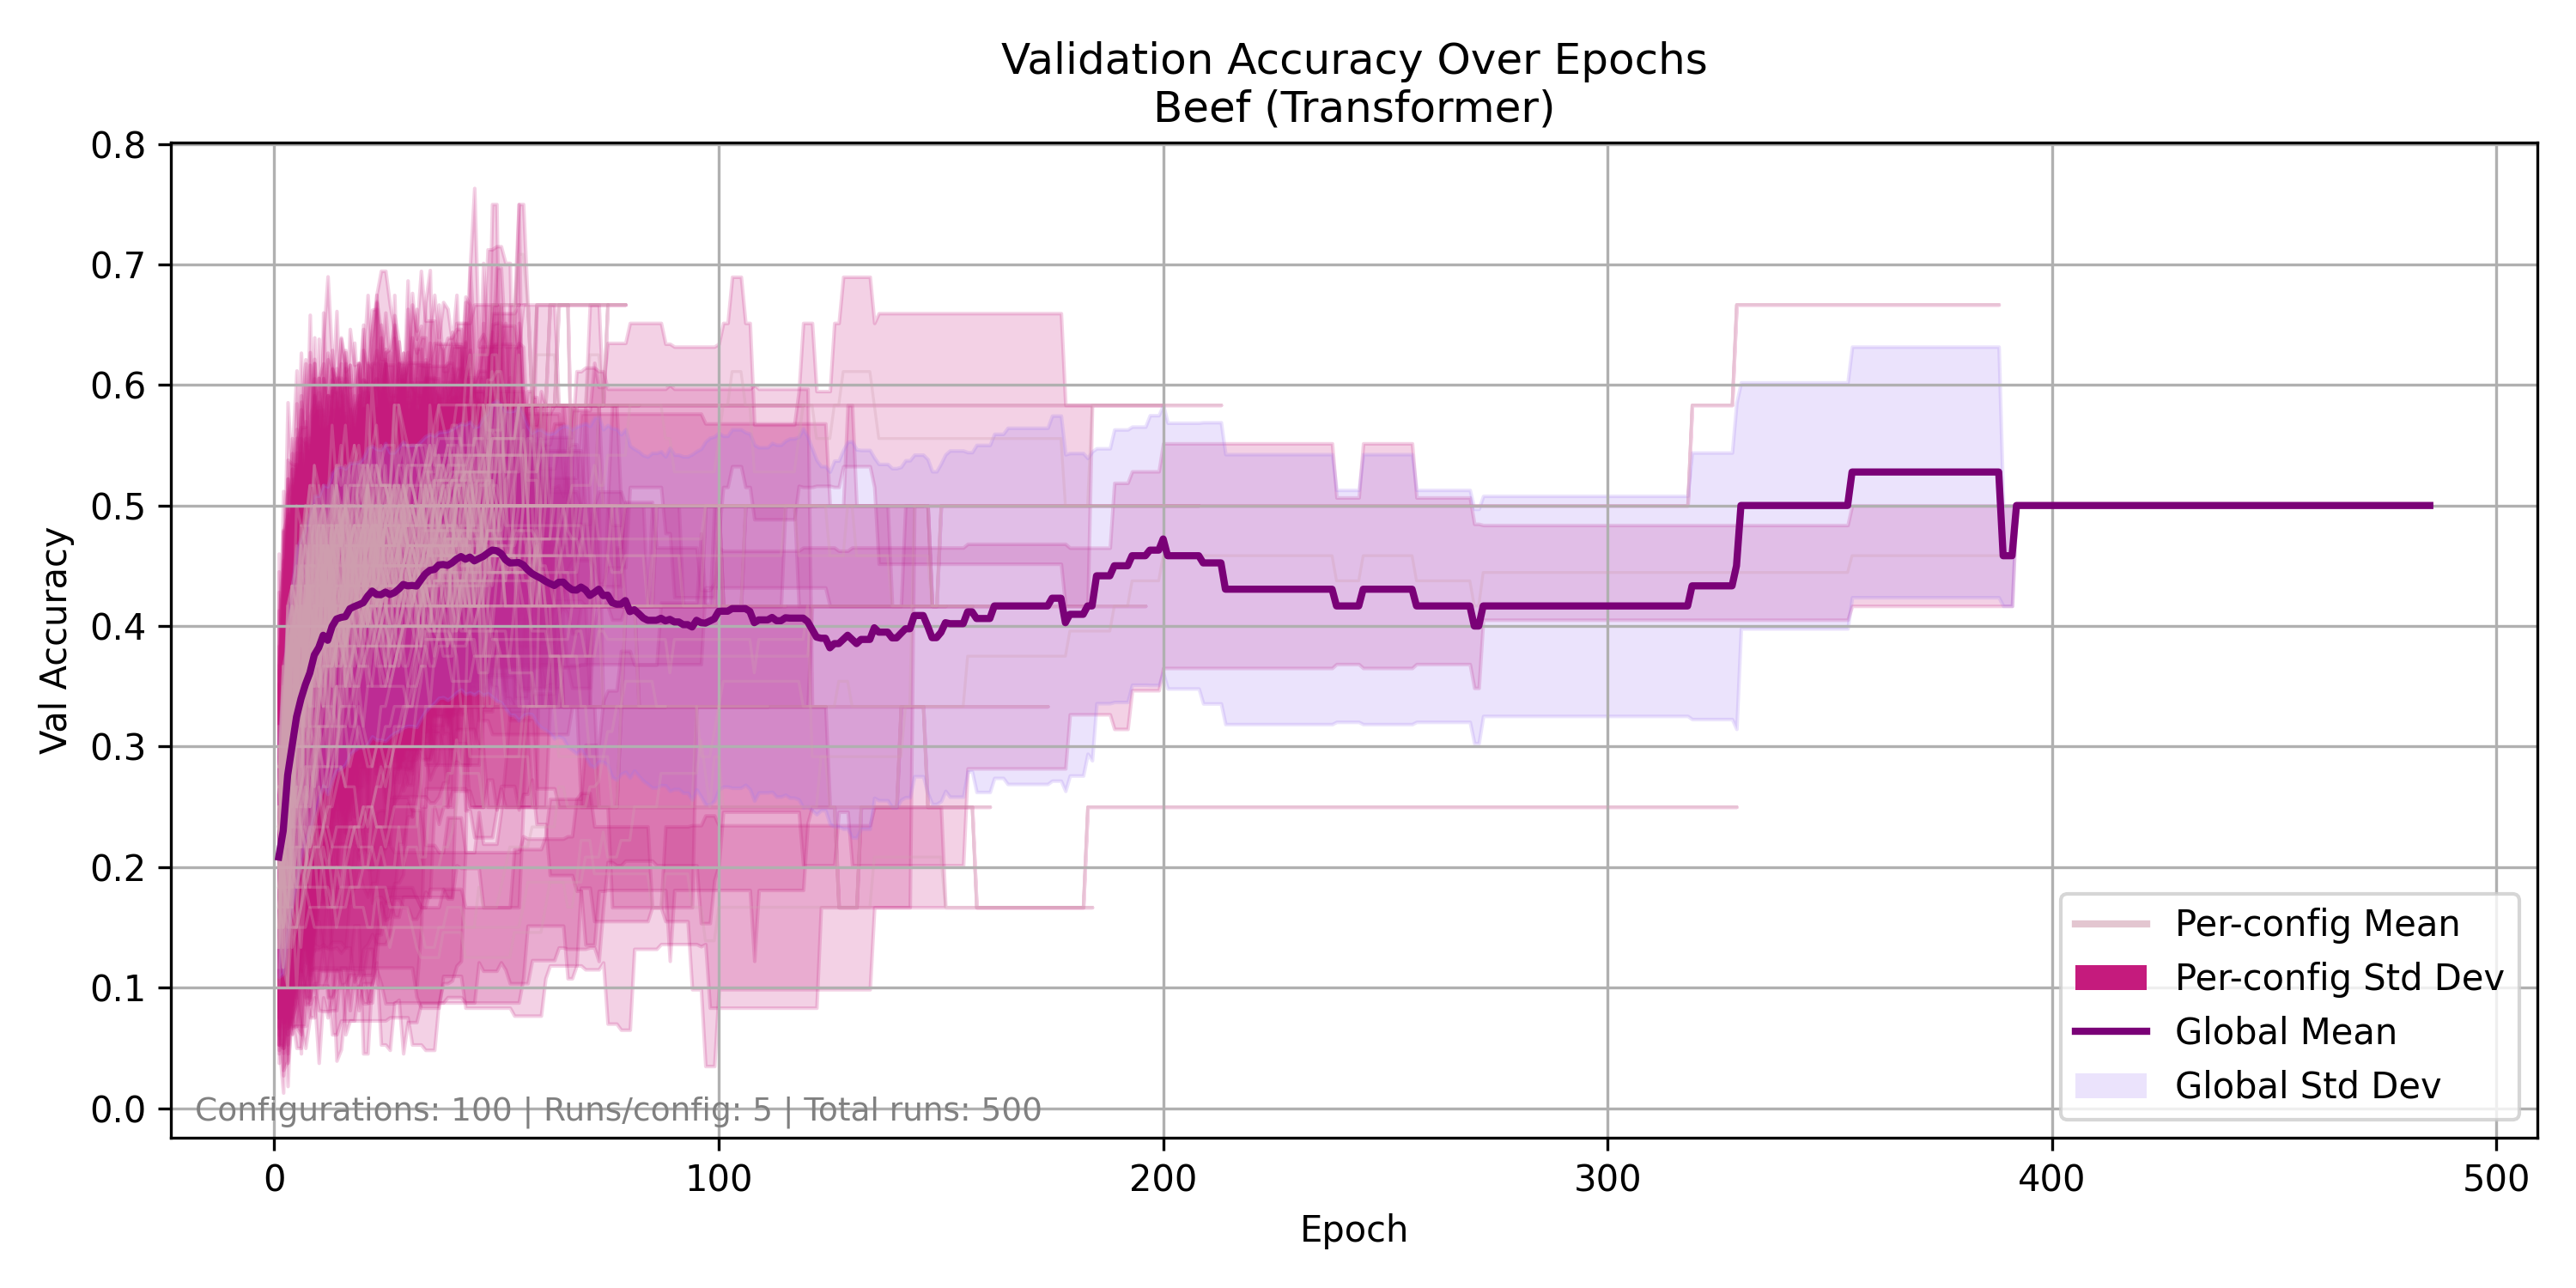 Validation Accuracy Over Epochs
Beef (Transformer)
Val Accuracy
0.8
0.7
0.6
0.5
0.4
0.3
0.2
0.1
0.0
Configurations: 100 | Runs/config: 5 | Total runs: 500
Per-config Mean
Per-config Std Dev
Global Mean
Global Std Dev
0 100 200 300 400 500
Epoch